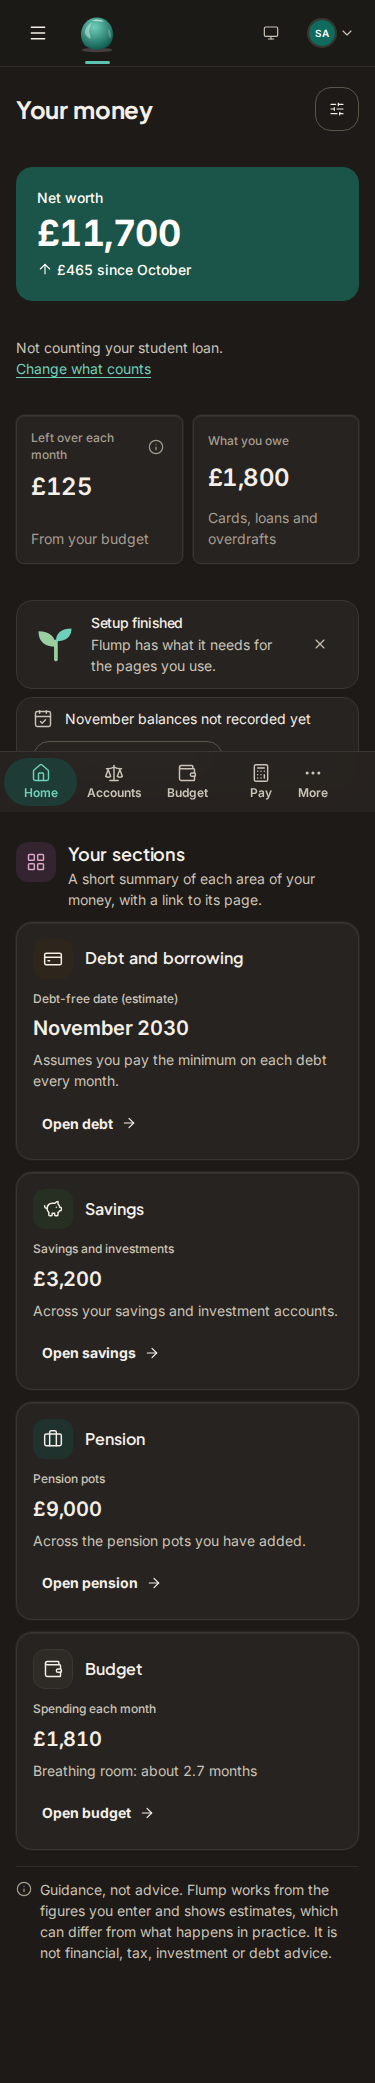 SA
Your money
Net worth
£11,700
↑ £465 since October
Not counting your student loan.
Change what counts
Left over each
month
£125
From your budget
What you owe
£1,800
Cards, loans and
overdrafts
Setup finished
Flump has what it needs for
the pages you use.
November balances not recorded yet
Home
Accounts
Budget
Pay
More
Your sections
A short summary of each area of your
money, with a link to its page.
Debt and borrowing
Debt-free date (estimate)
November 2030
Assumes you pay the minimum on each debt
every month.
Open debt →
Savings
Savings and investments
£3,200
Across your savings and investment accounts.
Open savings →
Pension
Pension pots
£9,000
Across the pension pots you have added.
Open pension →
Budget
Spending each month
£1,810
Breathing room: about 2.7 months
Open budget →
Guidance, not advice. Flump works from the
figures you enter and shows estimates, which
can differ from what happens in practice. It is
not financial, tax, investment or debt advice.